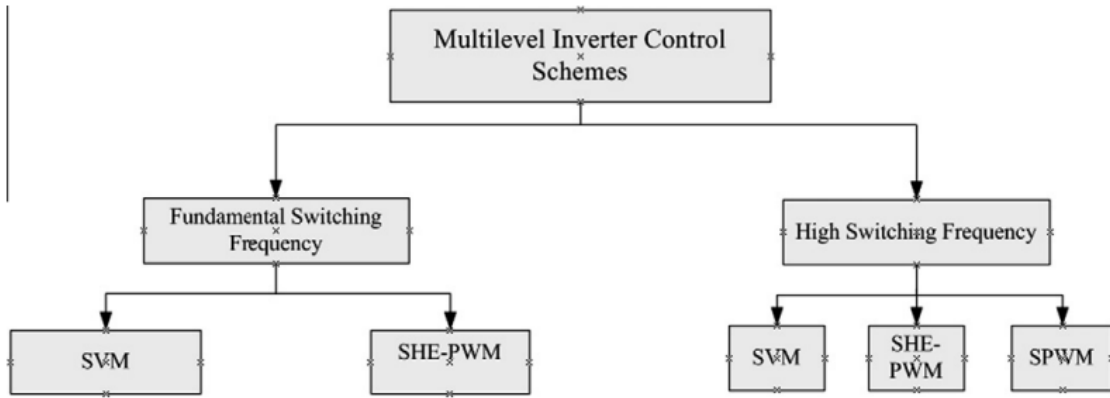 Multilevel Inverter Control
Schemes
Fundamental Switching
Frequency
High Switching Frequency
SVM
SHE-PWM
SVM
SHE-
PWM
SPWM